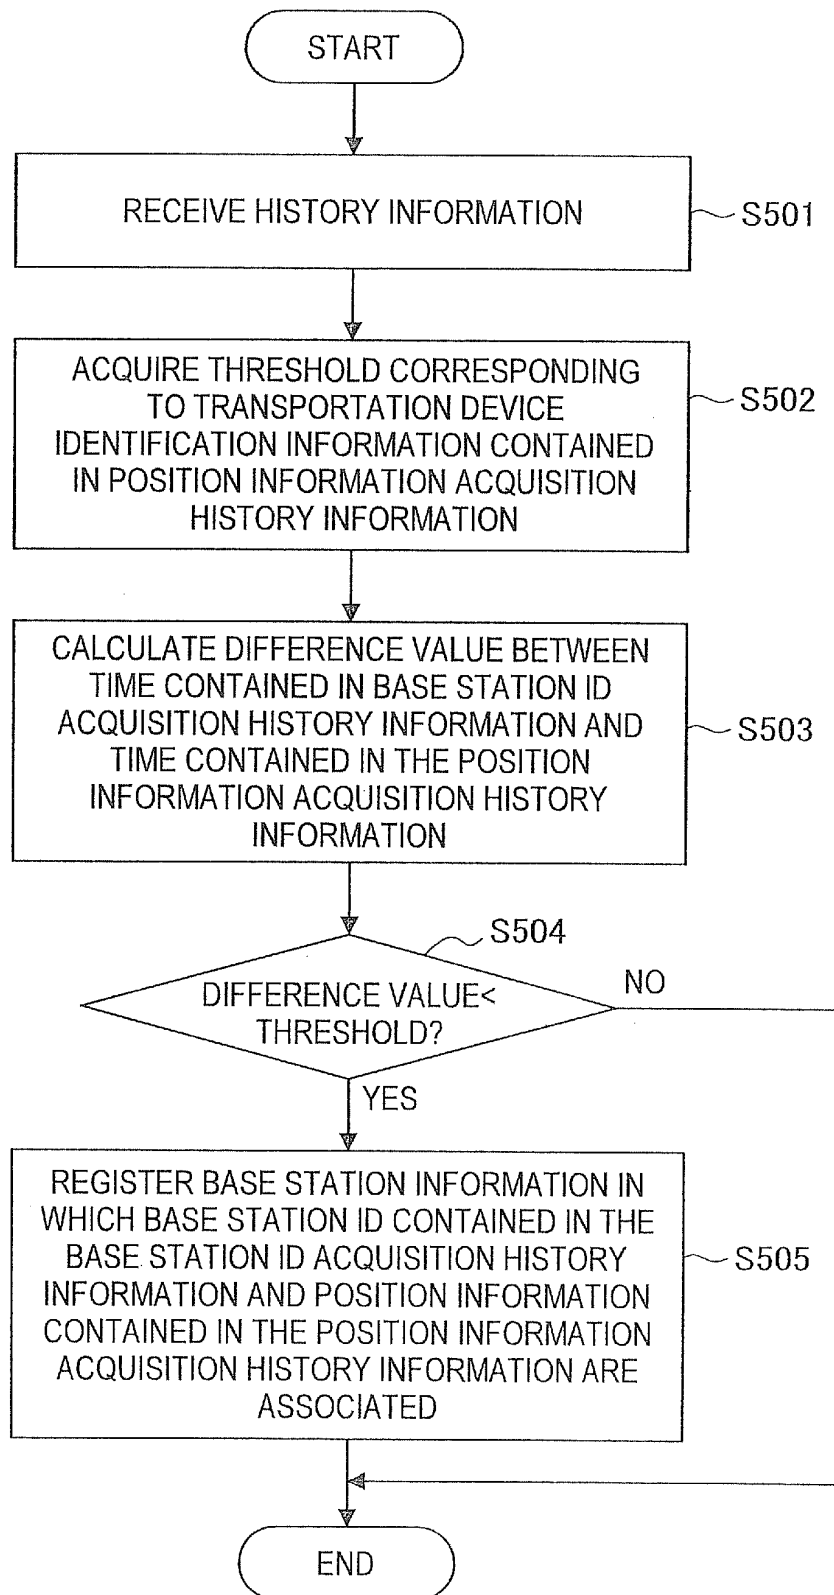 START
RECEIVE HISTORY INFORMATION
S501
ACQUIRE THRESHOLD CORRESPONDING
TO TRANSPORTATION DEVICE
IDENTIFICATION INFORMATION CONTAINED
IN POSITION INFORMATION ACQUISITION
HISTORY INFORMATION
S502
CALCULATE DIFFERENCE VALUE BETWEEN
TIME CONTAINED IN BASE STATION ID
ACQUISITION HISTORY INFORMATION AND
TIME CONTAINED IN THE POSITION
INFORMATION ACQUISITION HISTORY
INFORMATION
S503
S504
DIFFERENCE VALUE<
THRESHOLD?
NO
YES
REGISTER BASE STATION INFORMATION IN
WHICH BASE STATION ID CONTAINED IN THE
BASE STATION ID ACQUISITION HISTORY
INFORMATION AND POSITION INFORMATION
CONTAINED IN THE POSITION INFORMATION
ACQUISITION HISTORY INFORMATION ARE
ASSOCIATED
S505
END